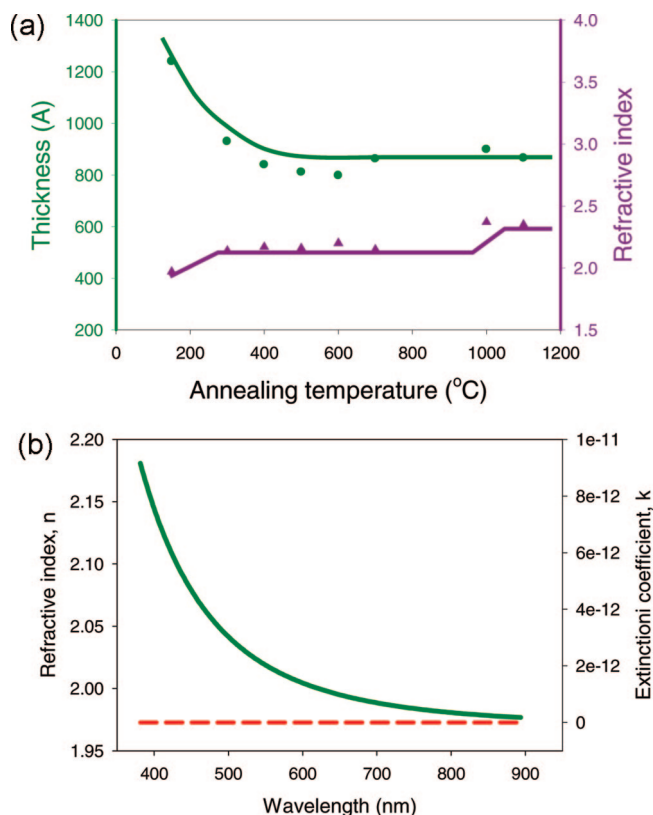 (a)
Thickness (A)
1400
1400
1000
800
600
400
200
Refractive index
4.0
3.5
3.0
2.5
2.0
1.5
0 200 400 600 800 1000 1200
Annealing temperature (°C)
(b)
Refractive index, n
2.20
2.15
2.10
2.05
2.00
1.95
Extinctioni coefficient, k
1e-11
8e-12
6e-12
4e-12
2e-12
0
400 500 600 700 800 900
Wavelength (nm)